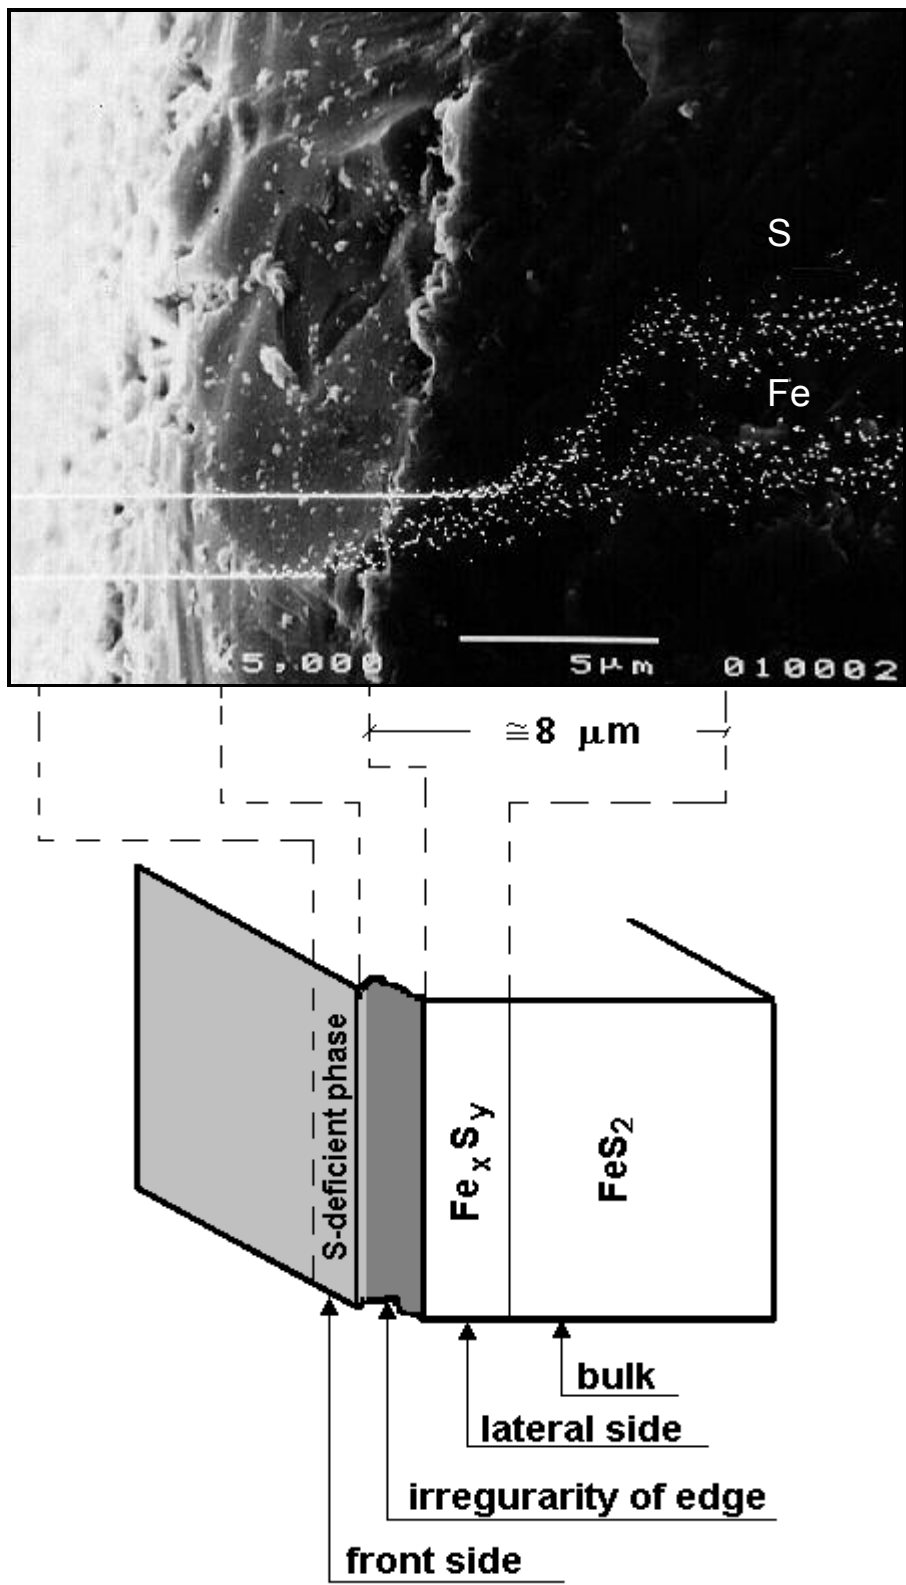 S
Fe
X5,000
5μm
010002
≅8 μm
S-deficient phase
FexSy
FeS2
bulk
lateral side
irregurarity of edge
front side